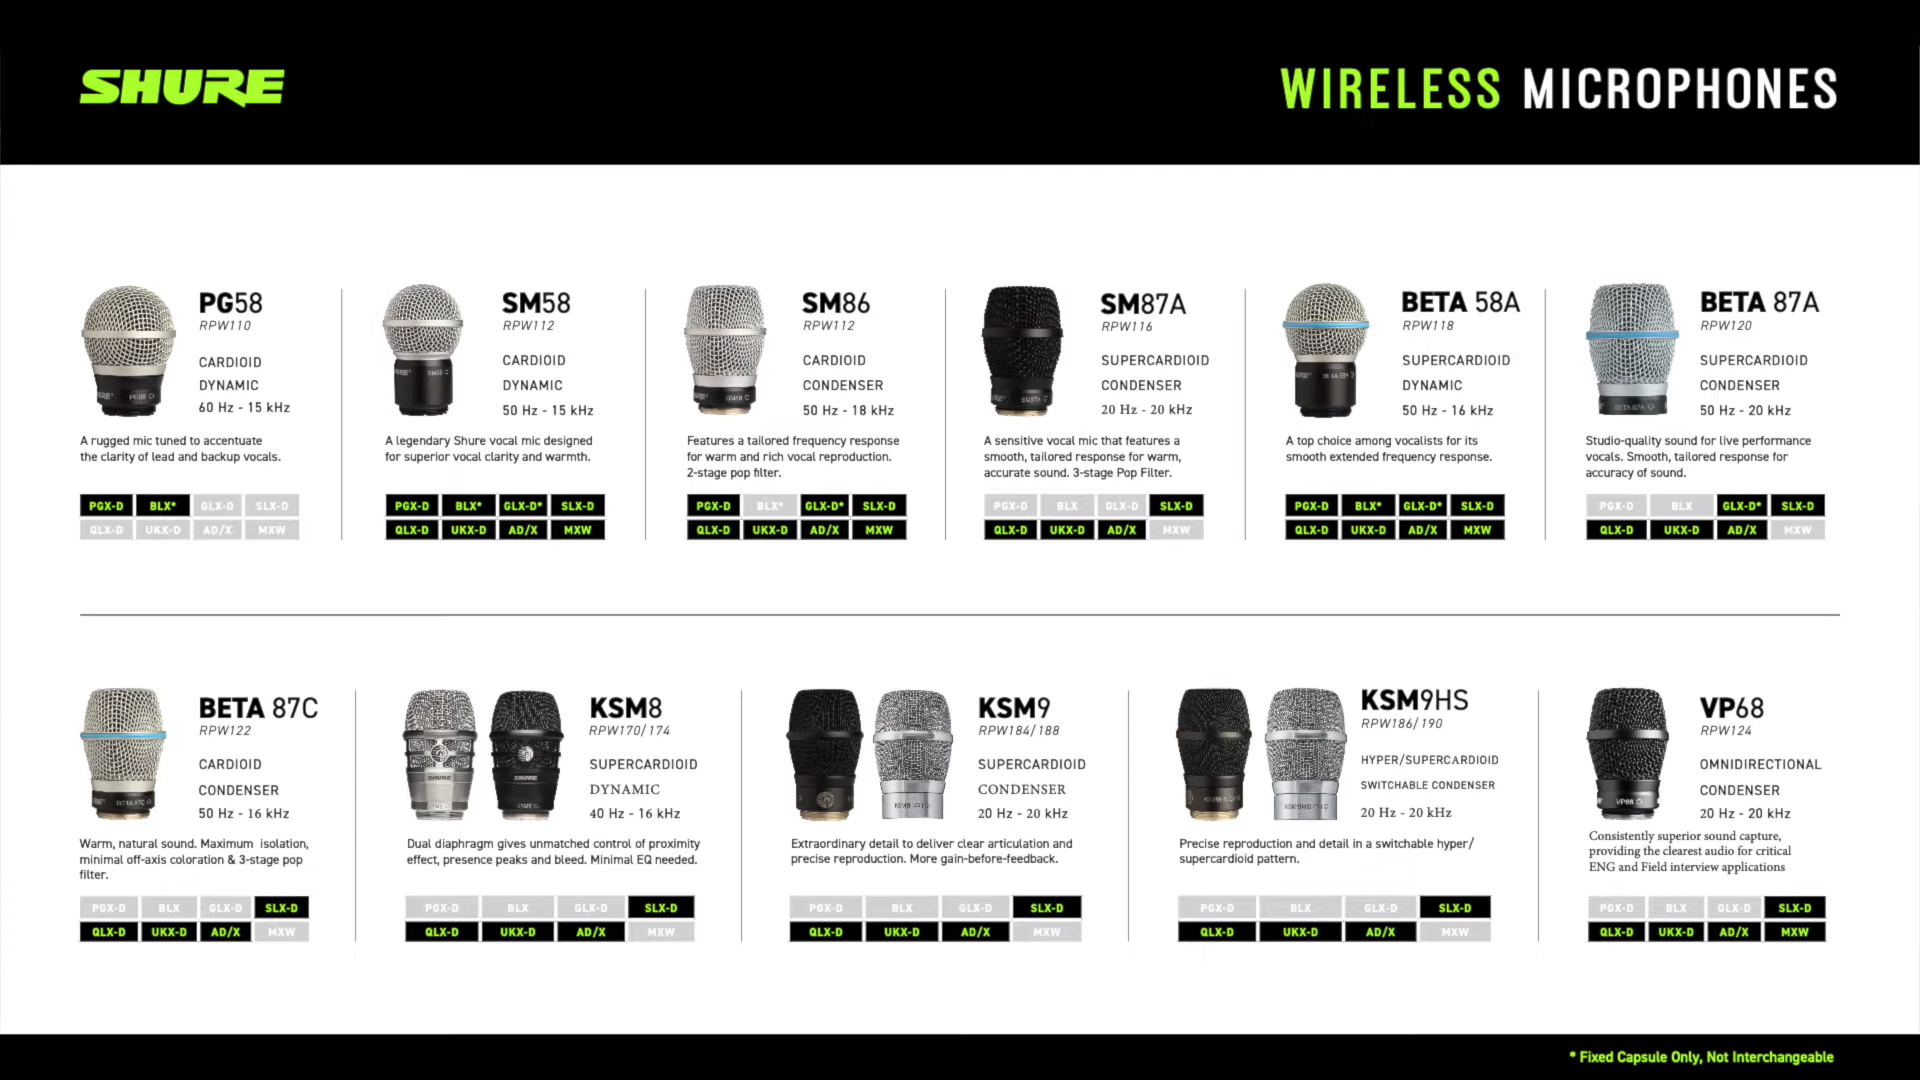 SHURE
WIRELESS MICROPHONES
PG58
RPW110
CARDIOID
DYNAMIC
60 Hz - 15 kHz
A rugged mic tuned to accentuate
the clarity of lead and backup vocals.
PGX-D BLX* GLX-D SLX-D
QLX-D UKX-D AD/X MXW
SM58
RPW112
CARDIOID
DYNAMIC
50 Hz - 15 kHz
A legendary Shure vocal mic designed
for superior vocal clarity and warmth.
PGX-D BLX* GLX-D* SLX-D
QLX-D UKX-D AD/X MXW
SM86
RPW112
CARDIOID
CONDENSER
50 Hz - 18 kHz
Features a tailored frequency response
for warm and rich vocal reproduction.
2-stage pop filter.
PGX-D BLX* GLX-D* SLX-D
QLX-D UKX-D AD/X MXW
SM87A
RPW116
SUPERCARDIOID
CONDENSER
20 Hz - 20 kHz
A sensitive vocal mic that features a
smooth, tailored response for warm,
accurate sound. 3-stage Pop Filter.
PGX-D BLX GLX-D SLX-D
QLX-D UKX-D AD/X MXW
BETA 58A
RPW118
SUPERCARDIOID
DYNAMIC
50 Hz - 16 kHz
A top choice among vocalists for its
smooth extended frequency response.
PGX-D BLX* GLX-D* SLX-D
QLX-D UKX-D AD/X MXW
BETA 87A
RPW120
SUPERCARDIOID
CONDENSER
50 Hz - 20 kHz
Studio-quality sound for live performance
vocals. Smooth, tailored response for
accuracy of sound.
PGX-D BLX GLX-D* SLX-D
QLX-D UKX-D AD/X MXW
BETA 87C
RPW122
CARDIOID
CONDENSER
50 Hz - 16 kHz
Warm, natural sound. Maximum isolation,
minimal off-axis coloration & 3-stage pop
filter.
PGX-D BLX GLX-D SLX-D
QLX-D UKX-D AD/X MXW
KSM8
RPW170/174
SUPERCARDIOID
DYNAMIC
40 Hz - 16 kHz
Dual diaphragm gives unmatched control of proximity
effect, presence peaks and bleed. Minimal EQ needed.
PGX-D BLX GLX-D SLX-D
QLX-D UKX-D AD/X MXW
KSM9
RPW184/188
SUPERCARDIOID
CONDENSER
20 Hz - 20 kHz
Extraordinary detail to deliver clear articulation and
precise reproduction. More gain-before-feedback.
PGX-D BLX GLX-D SLX-D
QLX-D UKX-D AD/X MXW
KSM9HS
RPW186/190
HYPER/SUPERCARDIOID
SWITCHABLE CONDENSER
20 Hz - 20 kHz
Precise reproduction and detail in a switchable hyper/
supercardioid pattern.
PGX-D BLX GLX-D SLX-D
QLX-D UKX-D AD/X MXW
VP68
RPW124
OMNIDIRECTIONAL
CONDENSER
20 Hz - 20 kHz
Consistently superior sound capture,
providing the clearest audio for critical
ENG and Field interview applications
PGX-D BLX GLX-D SLX-D
QLX-D UKX-D AD/X MXW
* Fixed Capsule Only, Not Interchangeable